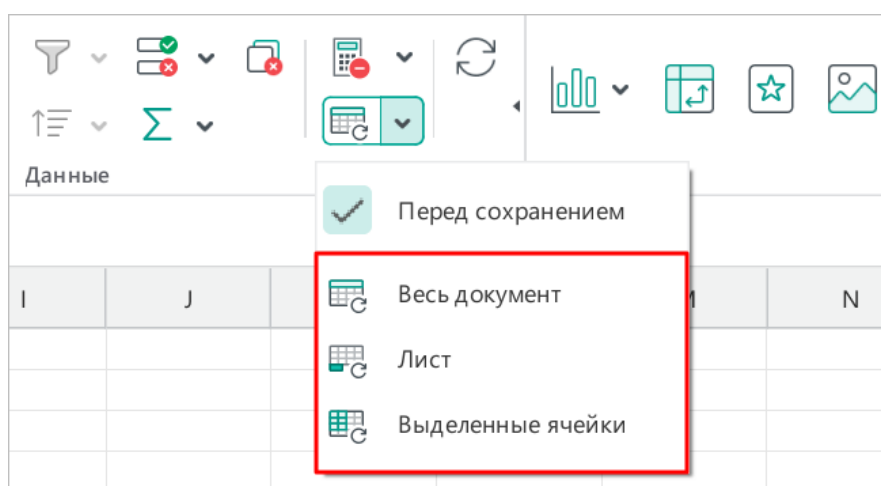 Данные
Перед сохранением
I J N
Весь документ
Лист
Выделенные ячейки